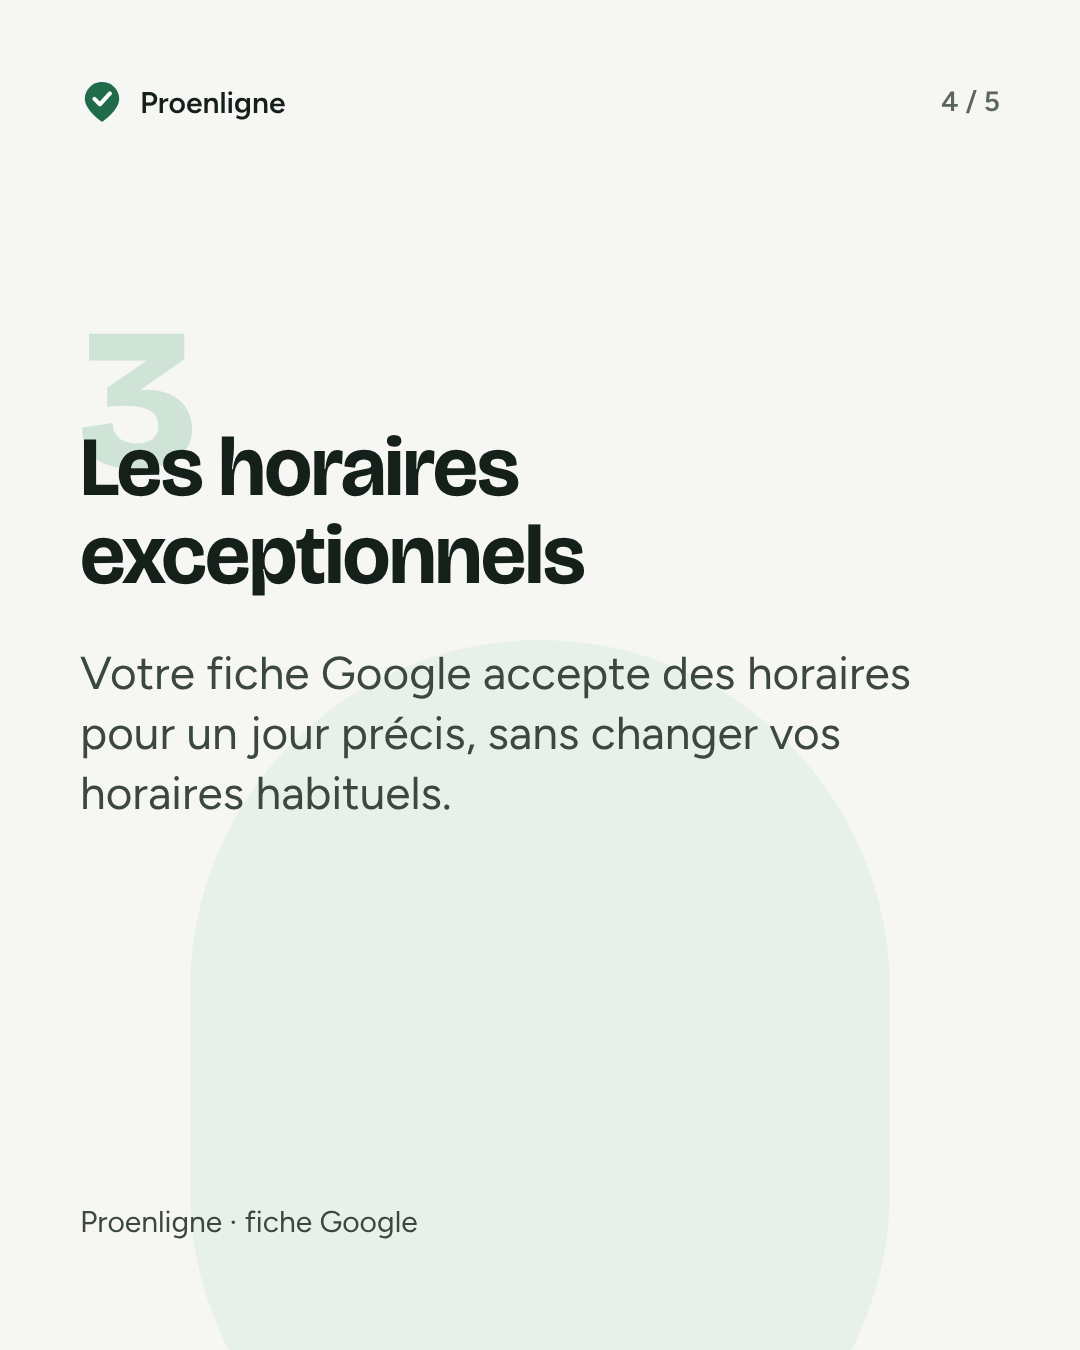 Proenligne
4 / 5
3
Les horaires
exceptionnels
Votre fiche Google accepte des horaires
pour un jour précis, sans changer vos
horaires habituels.
Proenligne · fiche Google